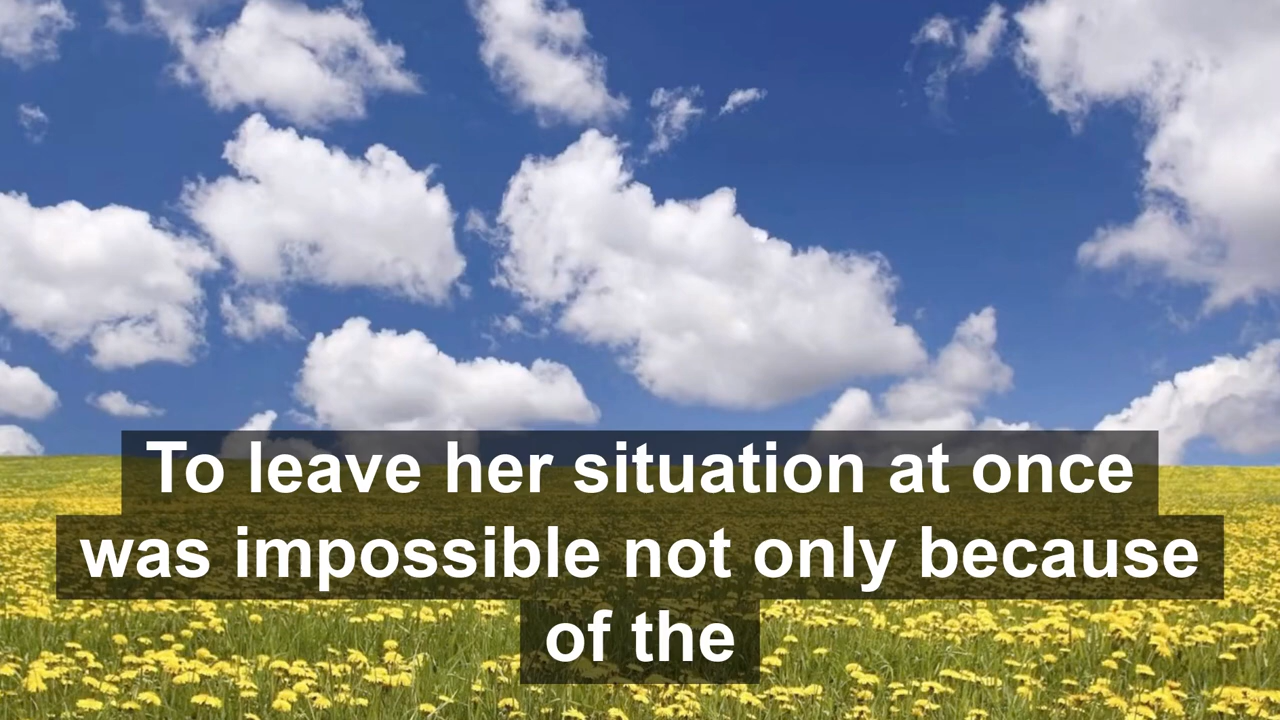 To leave her situation at once
was impossible not only because
of the